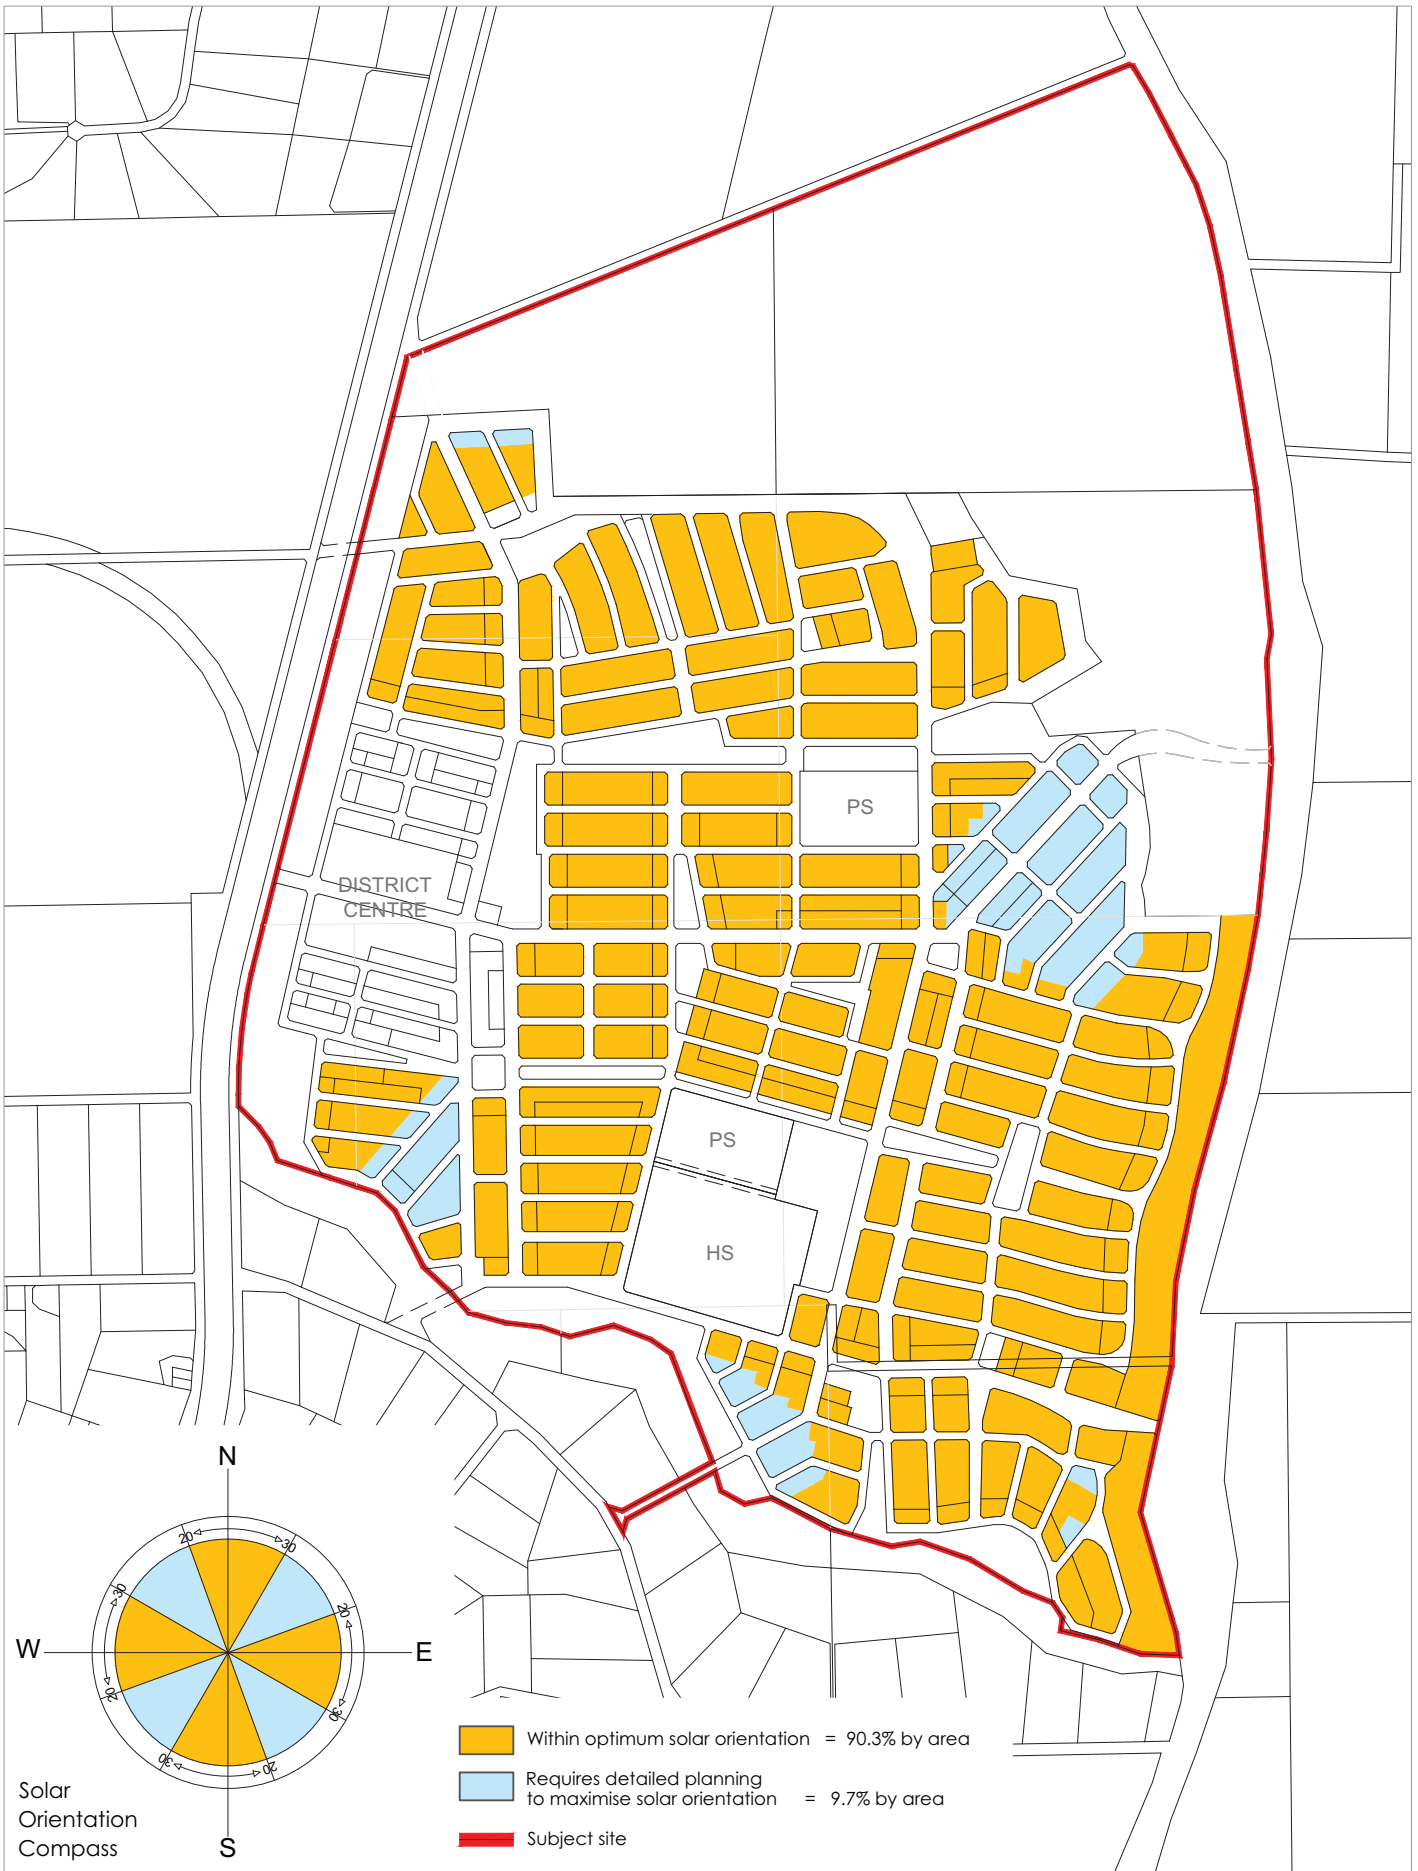 PS
DISTRICT
CENTRE
PS
HS
N
20
30
30
20
W
E
20
30
30
20
S
Solar
Orientation
Compass
Within optimum solar orientation = 90.3% by area
Requires detailed planning
to maximise solar orientation = 9.7% by area
Subject site